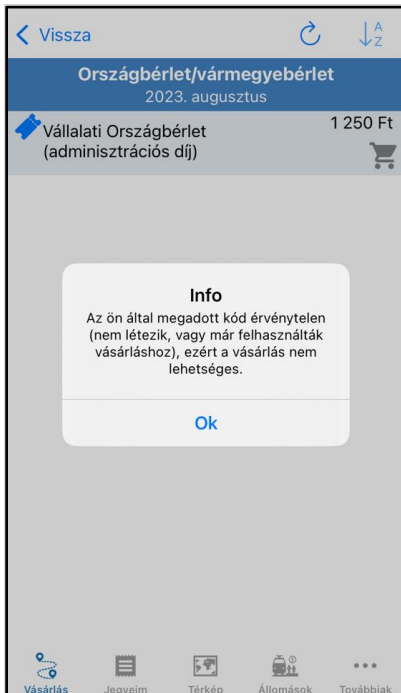 Vissza
A
Z
Országbérlet/vármegyebérlet
2023. augusztus
Vállalati Országbérlet
(adminisztrációs díj)
1 250 Ft
Info
Az ön által megadott kód érvénytelen
(nem létezik, vagy már felhasználták
vásárláshoz), ezért a vásárlás nem
lehetséges.
Ok
Vásárlás
Jegyeim
Térkép
Állomások
Továbbiak